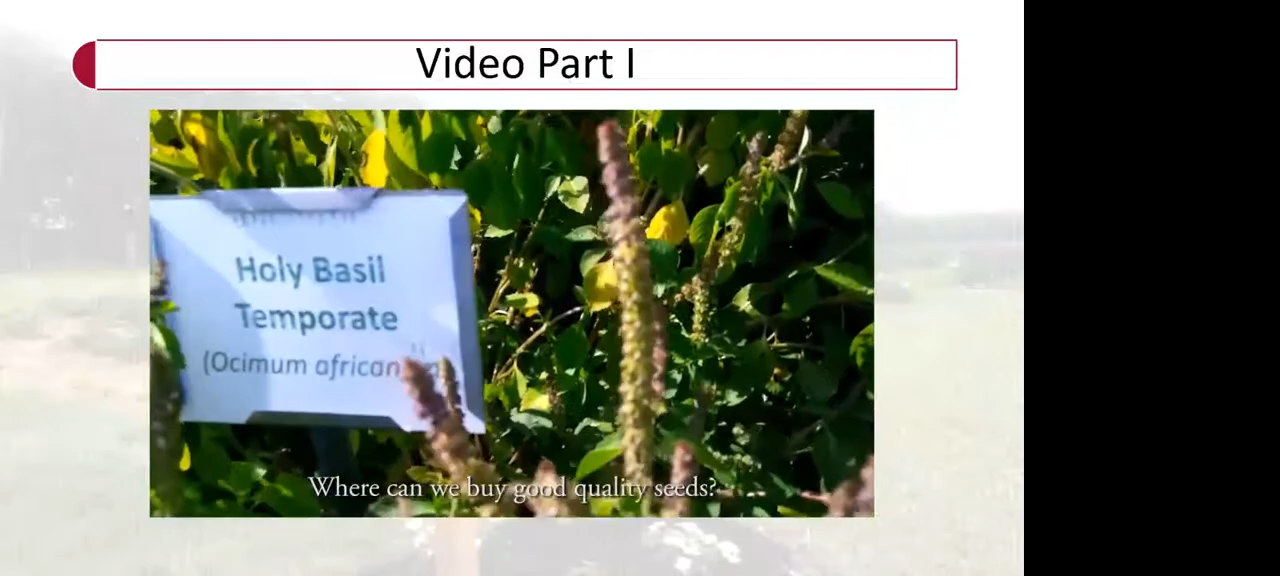 Video Part I
Holy Basil
Temporate
(Ocimum african
Where can we buy good quality seeds?